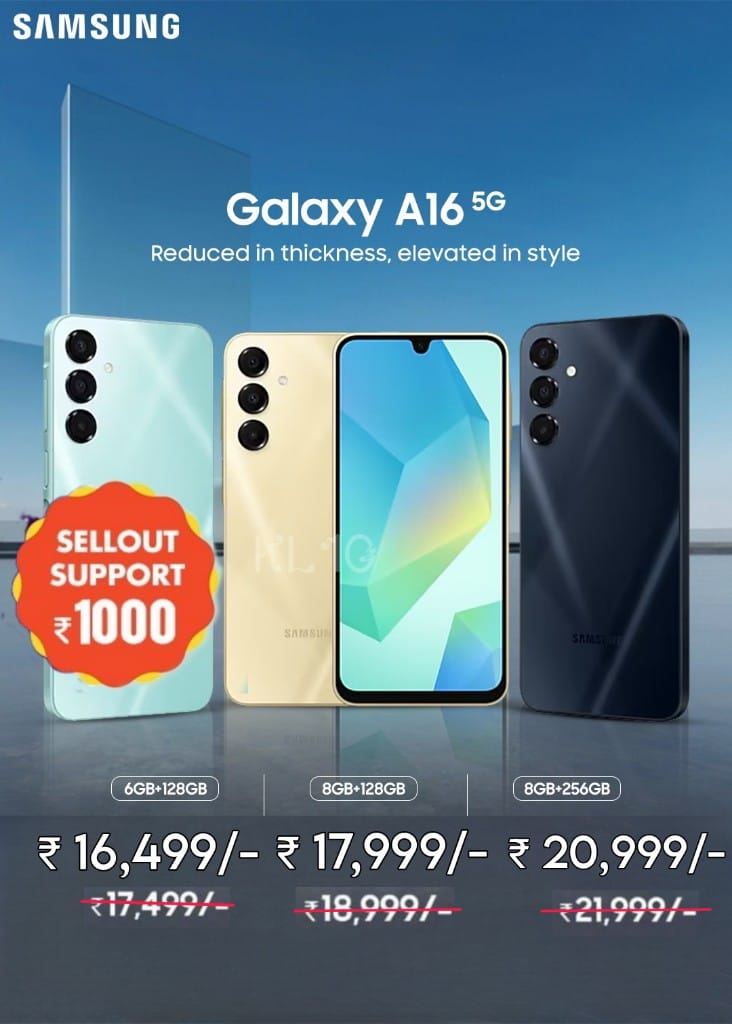 SAMSUNG
Galaxy A16 5G
Reduced in thickness, elevated in style
SELLOUT
SUPPORT
₹1000
KL10
SAMSUNG
SAMSUNG
6GB+128GB
8GB+128GB
8GB+256GB
₹ 16,499/-
₹ 17,999/-
₹ 20,999/-
₹17,499/-
₹18,999/-
₹21,999/-